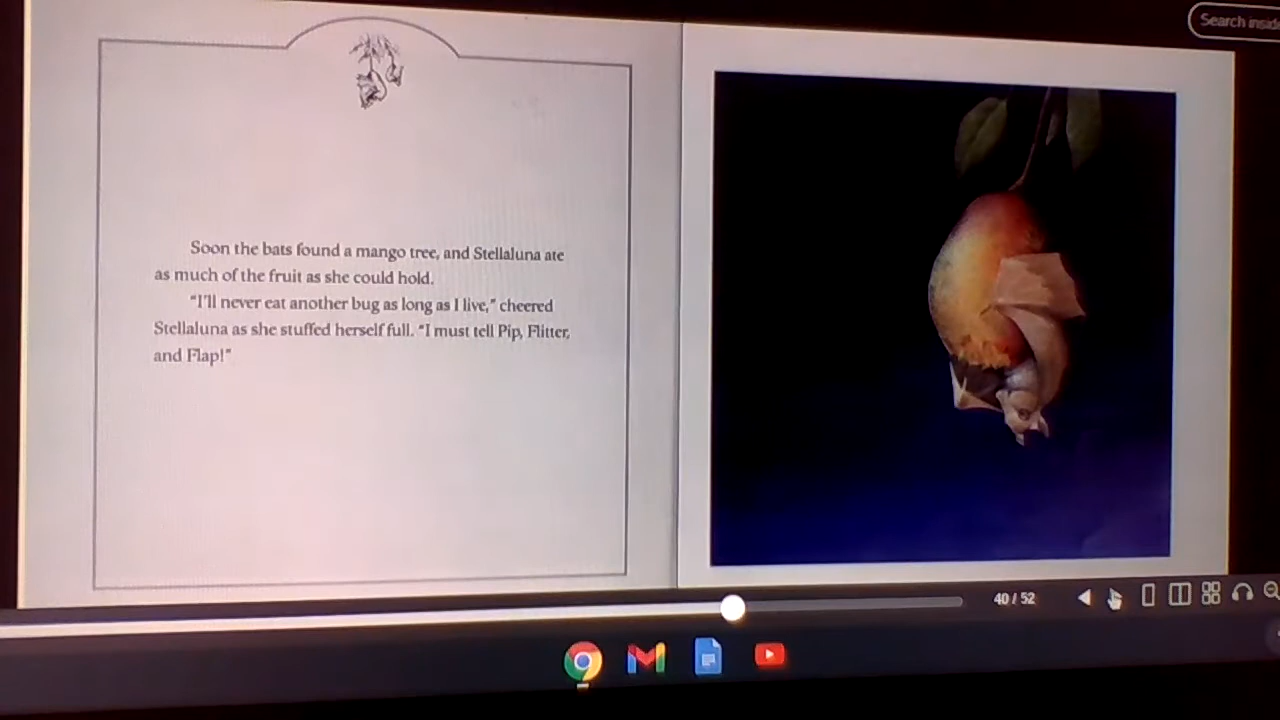 Search inside
Soon the bats found a mango tree, and Stellaluna ate
as much of the fruit as she could hold.
"I'll never eat another bug as long as I live," cheered
Stellaluna as she stuffed herself full. "I must tell Pip, Flitter,
and Flap!"
40 / 52